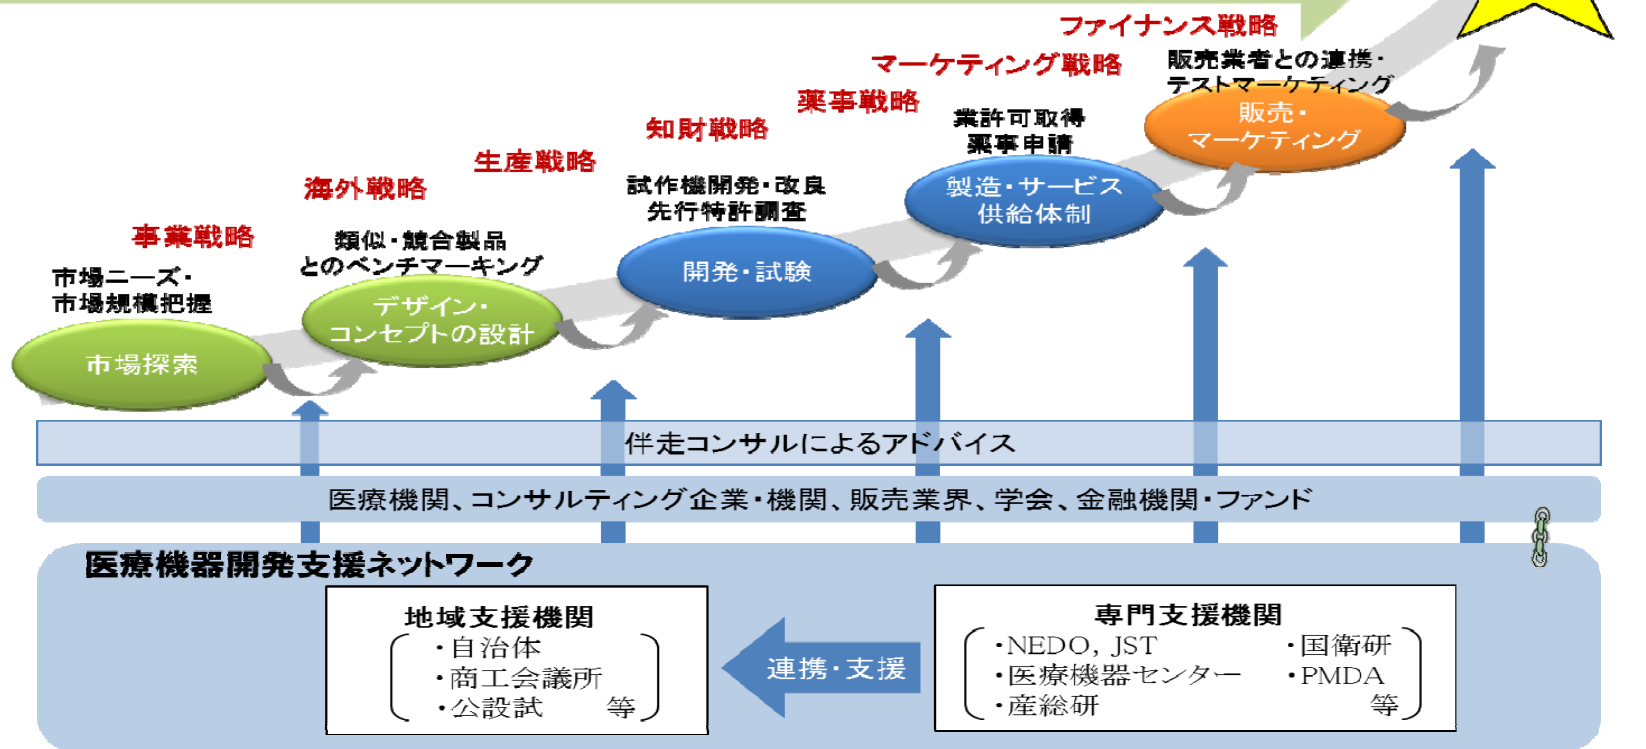 ファイナンス戦略
マーケティング戦略
販売業者との連携・
テストマーケティング
薬事戦略
販売・
マーケティング
知財戦略
業許可取得
薬事申請
生産戦略
製造・サービス
供給体制
海外戦略
試作機開発・改良
先行特許調査
事業戦略
類似・競合製品
とのベンチマーキング
開発・試験
市場ニーズ・
市場規模把握
デザイン・
コンセプトの設計
市場探索
伴走コンサルによるアドバイス
医療機関、コンサルティング企業・機関、販売業界、学会、金融機関・ファンド
医療機器開発支援ネットワーク
地域支援機関
・自治体
・商工会議所
・公設試 等
連携・支援
専門支援機関
・NEDO, JST ・国衛研
・医療機器センター ・PMDA
・産総研 等